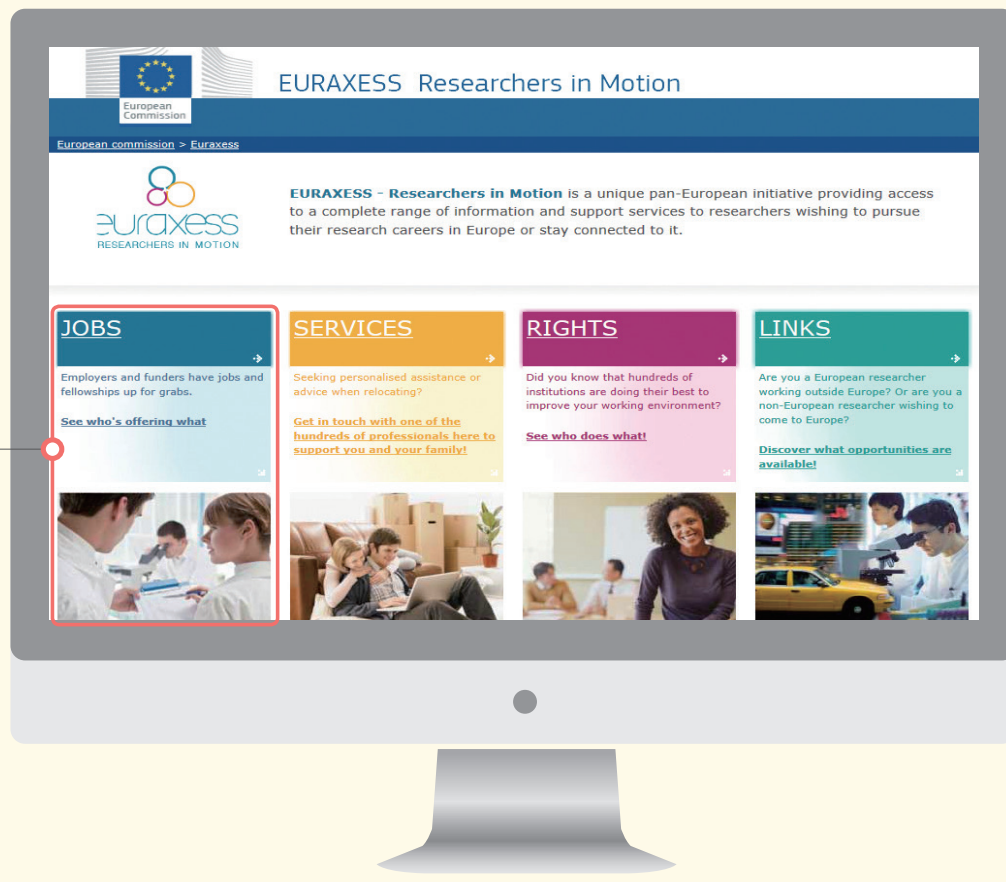 European
Commission
EURAXESS Researchers in Motion
European commission > Euraxess
euraxess
RESEARCHERS IN MOTION
EURAXESS - Researchers in Motion is a unique pan-European initiative providing access
to a complete range of information and support services to researchers wishing to pursue
their research careers in Europe or stay connected to it.
JOBS
Employers and funders have jobs and
fellowships up for grabs.
See who's offering what
SERVICES
Seeking personalised assistance or
advice when relocating?
Get in touch with one of the
hundreds of professionals here to
support you and your family!
RIGHTS
Did you know that hundreds of
institutions are doing their best to
improve your working environment?
See who does what!
LINKS
Are you a European researcher
working outside Europe? Or are you a
non-European researcher wishing to
come to Europe?
Discover what opportunities are
available!